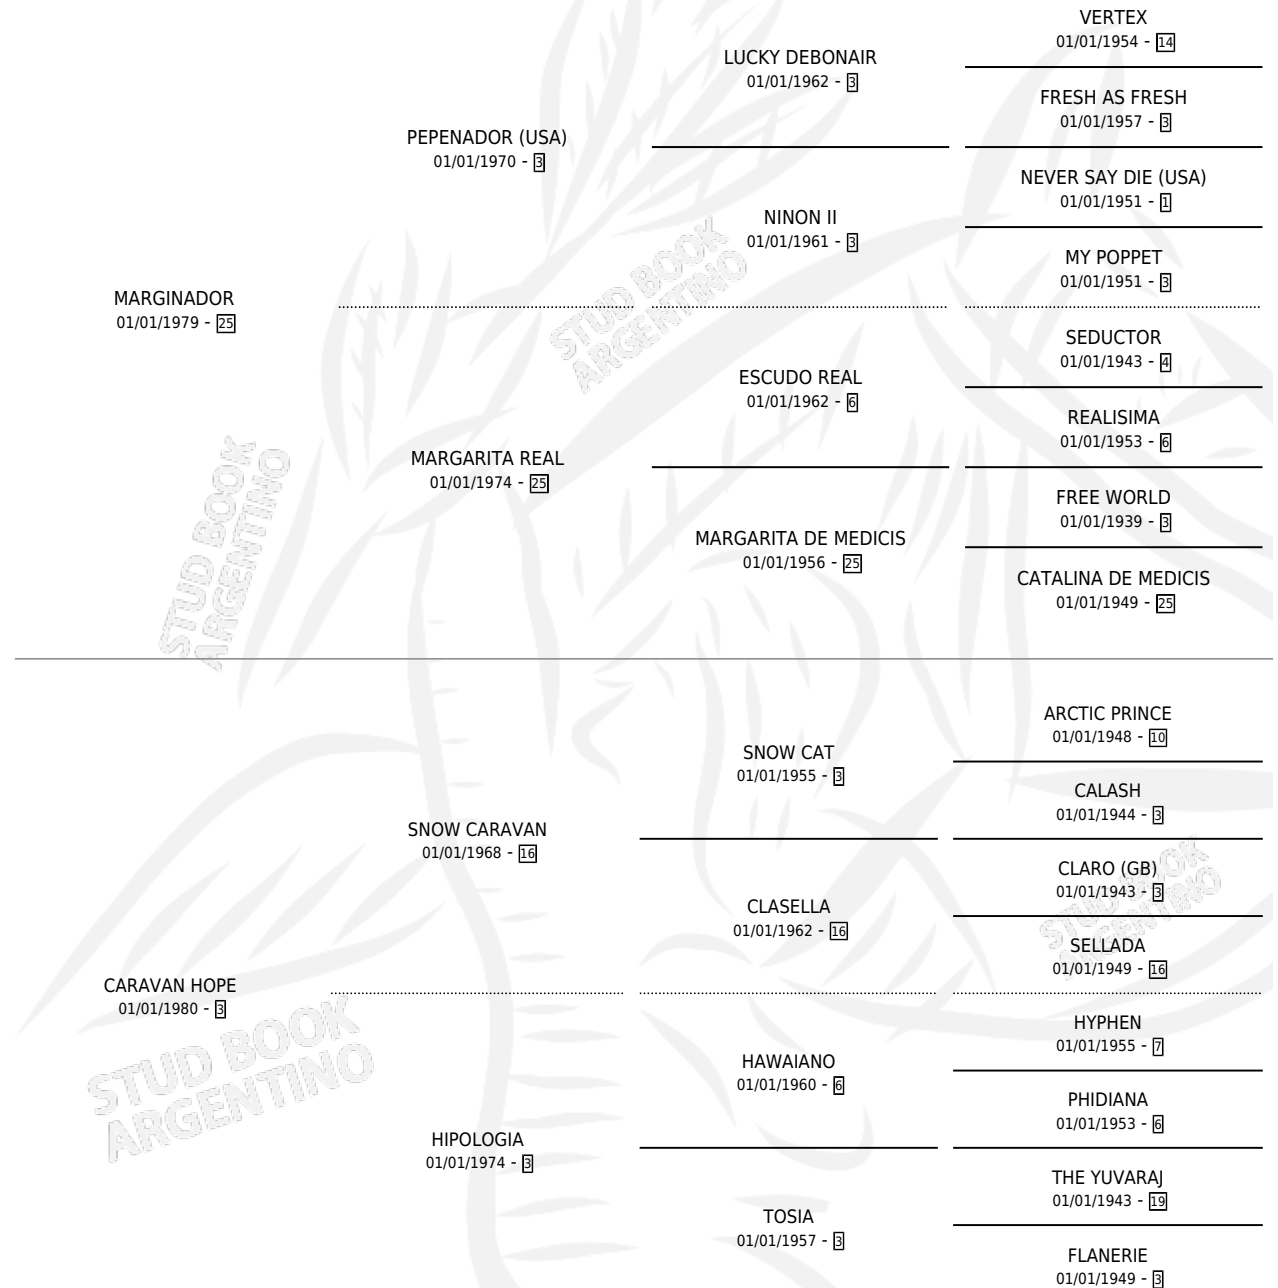 VERTEX
01/01/1954 - 14
LUCKY DEBONAIR
01/01/1962 - 3
FRESH AS FRESH
01/01/1957 - 3
PEPENADOR (USA)
01/01/1970 - 3
NEVER SAY DIE (USA)
01/01/1951 - 1
NINON II
01/01/1961 - 3
MY POPPET
01/01/1951 - 3
MARGINADOR
01/01/1979 - 25
STUD BOOK
ARGENTINO
SEDUCTOR
01/01/1943 - 4
ESCUDO REAL
01/01/1962 - 6
REALISIMA
01/01/1953 - 6
MARGARITA REAL
01/01/1974 - 25
FREE WORLD
01/01/1939 - 3
MARGARITA DE MEDICIS
01/01/1956 - 25
CATALINA DE MEDICIS
01/01/1949 - 25
STUD BOOK
ARGENTINO
ARCTIC PRINCE
01/01/1948 - 10
SNOW CAT
01/01/1955 - 3
CALASH
01/01/1944 - 3
SNOW CARAVAN
01/01/1968 - 16
CLARO (GB)
01/01/1943 - 3
CLASELLA
01/01/1962 - 16
STUD BOOK
ARGENTINO
SELLADA
01/01/1949 - 16
CARAVAN HOPE
01/01/1980 - 3
STUD BOOK
ARGENTINO
HYPHEN
01/01/1955 - 7
HAWAIANO
01/01/1960 - 6
PHIDIANA
01/01/1953 - 6
HIPOLOGIA
01/01/1974 - 3
THE YUVARAJ
01/01/1943 - 19
TOSIA
01/01/1957 - 3
FLANERIE
01/01/1949 - 3